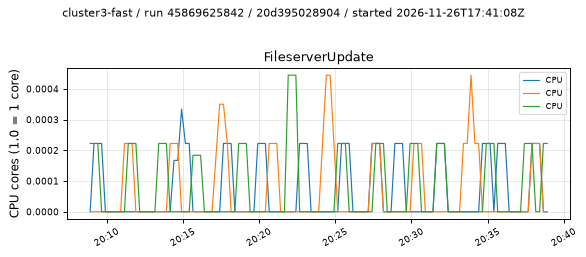 cluster3-fast / run 45869625842 / 20d395028904 / started 2026-11-26T17:41:08Z
FileserverUpdate
CPU cores (1.0 = 1 core)
0.0004
0.0003
0.0002
0.0001
0.0000
CPU
CPU
CPU
20:10
20:15
20:20
20:25
20:30
20:35
20:40